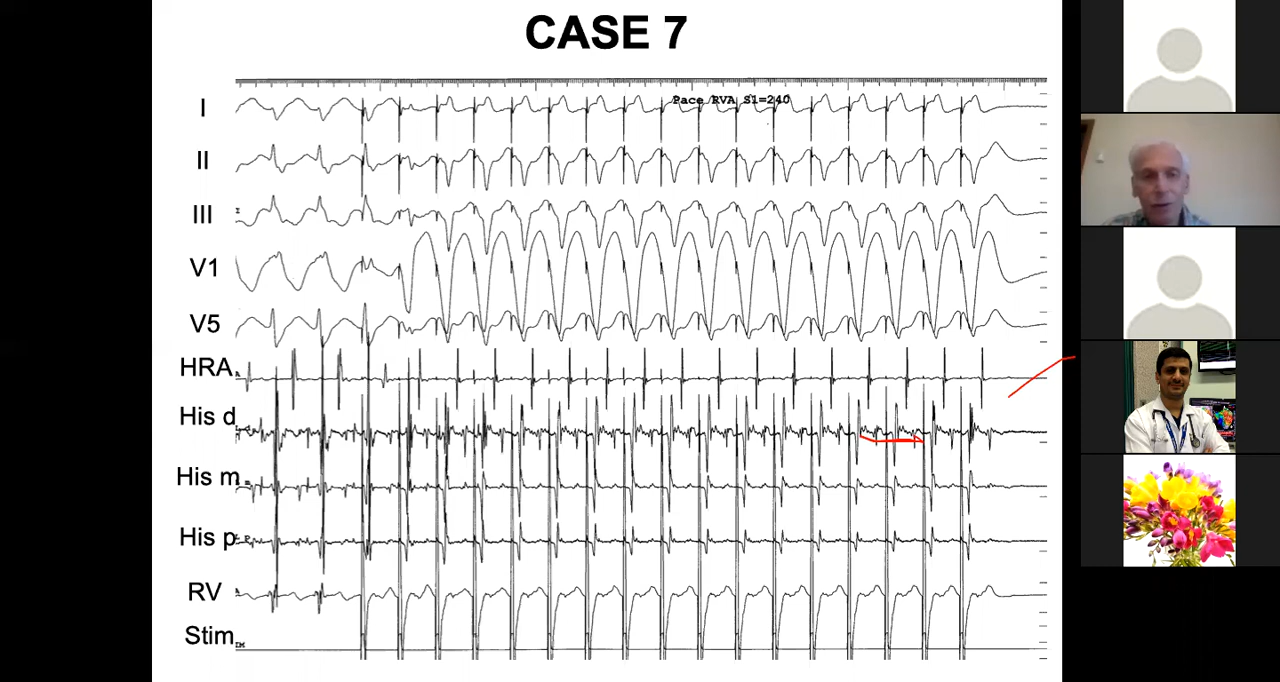 CASE 7
Pace RVA S1=240
I
II
III
V1
V5
HRA
His d
His m
His p
RV
Stim